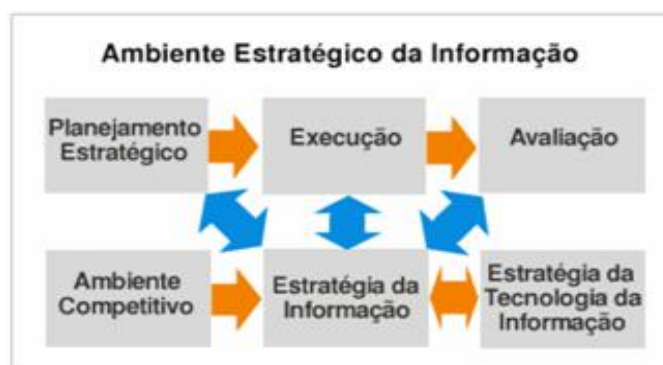 Ambiente Estratégico da Informação
Planejamento
Estratégico
Execução
Avaliação
Ambiente
Competitivo
Estratégia da
Informação
Estratégia da
Tecnologia da
Informação